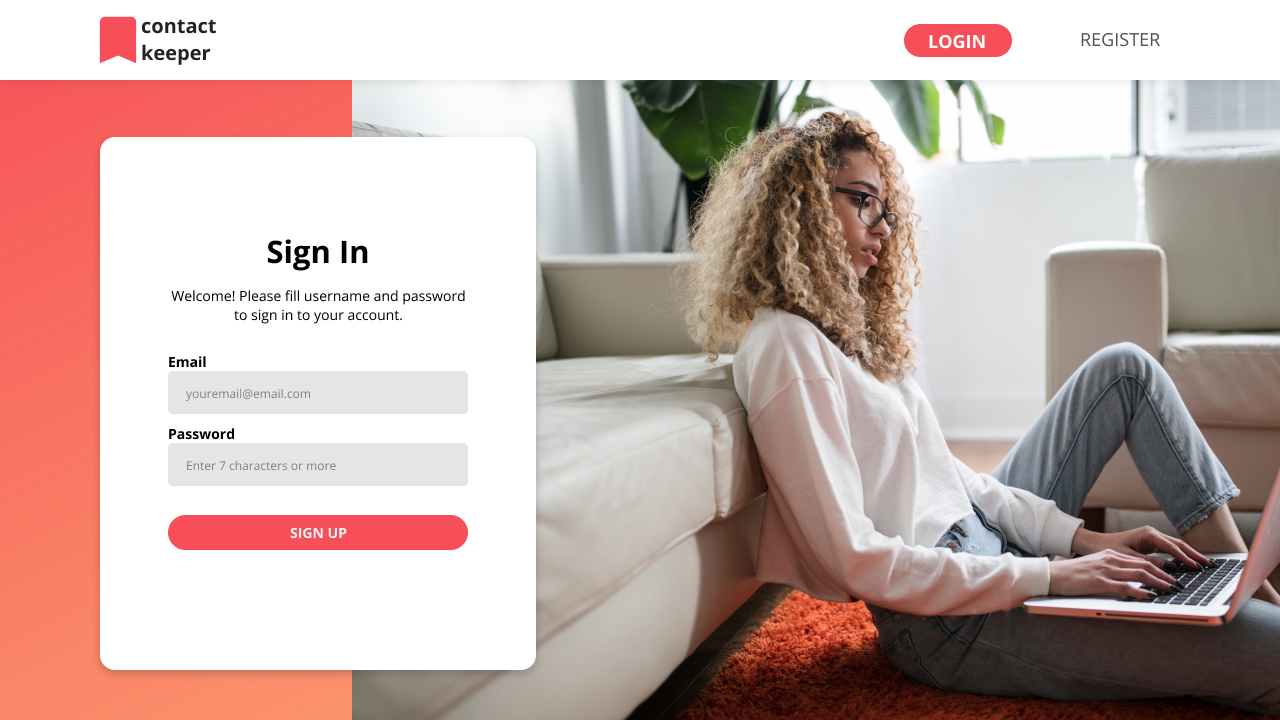 contact
keeper
LOGIN
REGISTER
Sign In
Welcome! Please fill username and password
to sign in to your account.
Email
youremail@email.com
Password
Enter 7 characters or more
SIGN UP